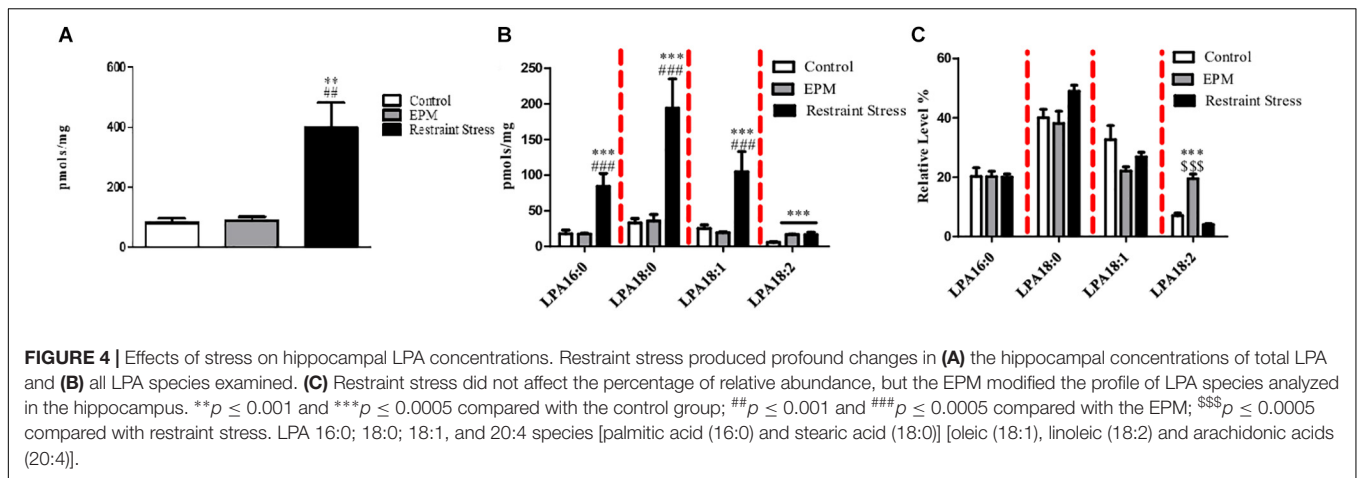 A
600
400
200
0
pmols/mg
**
##
Control
EPM
Restraint Stress
B
250
200
150
100
50
0
pmols/mg
***
###
***
###
***
###
***
Control
EPM
Restraint Stress
LPA16:0
LPA18:0
LPA18:1
LPA18:2
C
60
40
20
0
Relative Level %
Control
EPM
Restraint Stress
***
$$$
LPA16:0
LPA18:0
LPA18:1
LPA18:2
FIGURE 4 | Effects of stress on hippocampal LPA concentrations. Restraint stress produced profound changes in (A) the hippocampal concentrations of total LPA
and (B) all LPA species examined. (C) Restraint stress did not affect the percentage of relative abundance, but the EPM modified the profile of LPA species analyzed
in the hippocampus. **p ≤ 0.001 and ***p ≤ 0.0005 compared with the control group; ##p ≤ 0.001 and ###p ≤ 0.0005 compared with the EPM; $$$p ≤ 0.0005
compared with restraint stress. LPA 16:0; 18:0; 18:1, and 20:4 species [palmitic acid (16:0) and stearic acid (18:0)] [oleic (18:1), linoleic (18:2) and arachidonic acids
(20:4)].